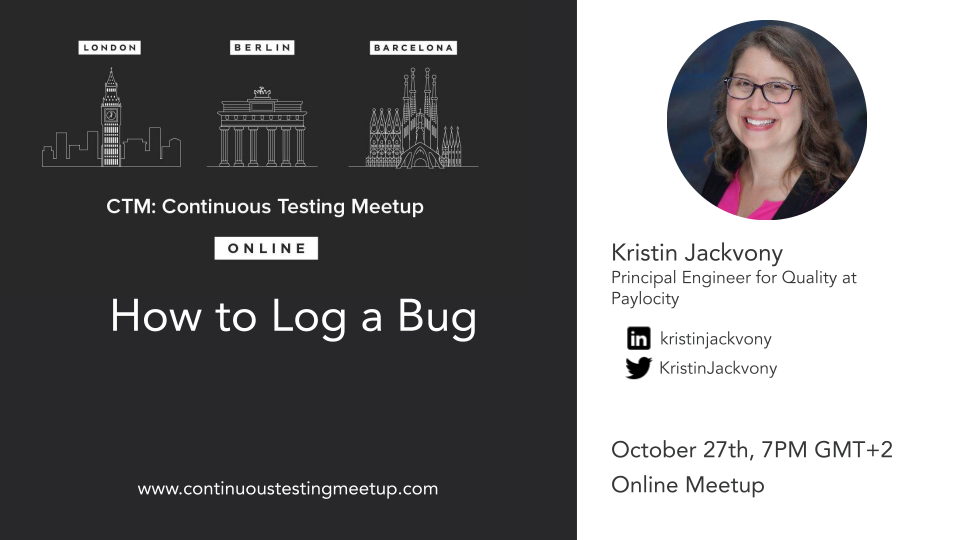 LONDON
BERLIN
BARCELONA
CTM: Continuous Testing Meetup
ONLINE
How to Log a Bug
www.continuoustestingmeetup.com
Kristin Jackvony
Principal Engineer for Quality at
Paylocity
in kristinjackvony
KristinJackvony
October 27th, 7PM GMT+2
Online Meetup